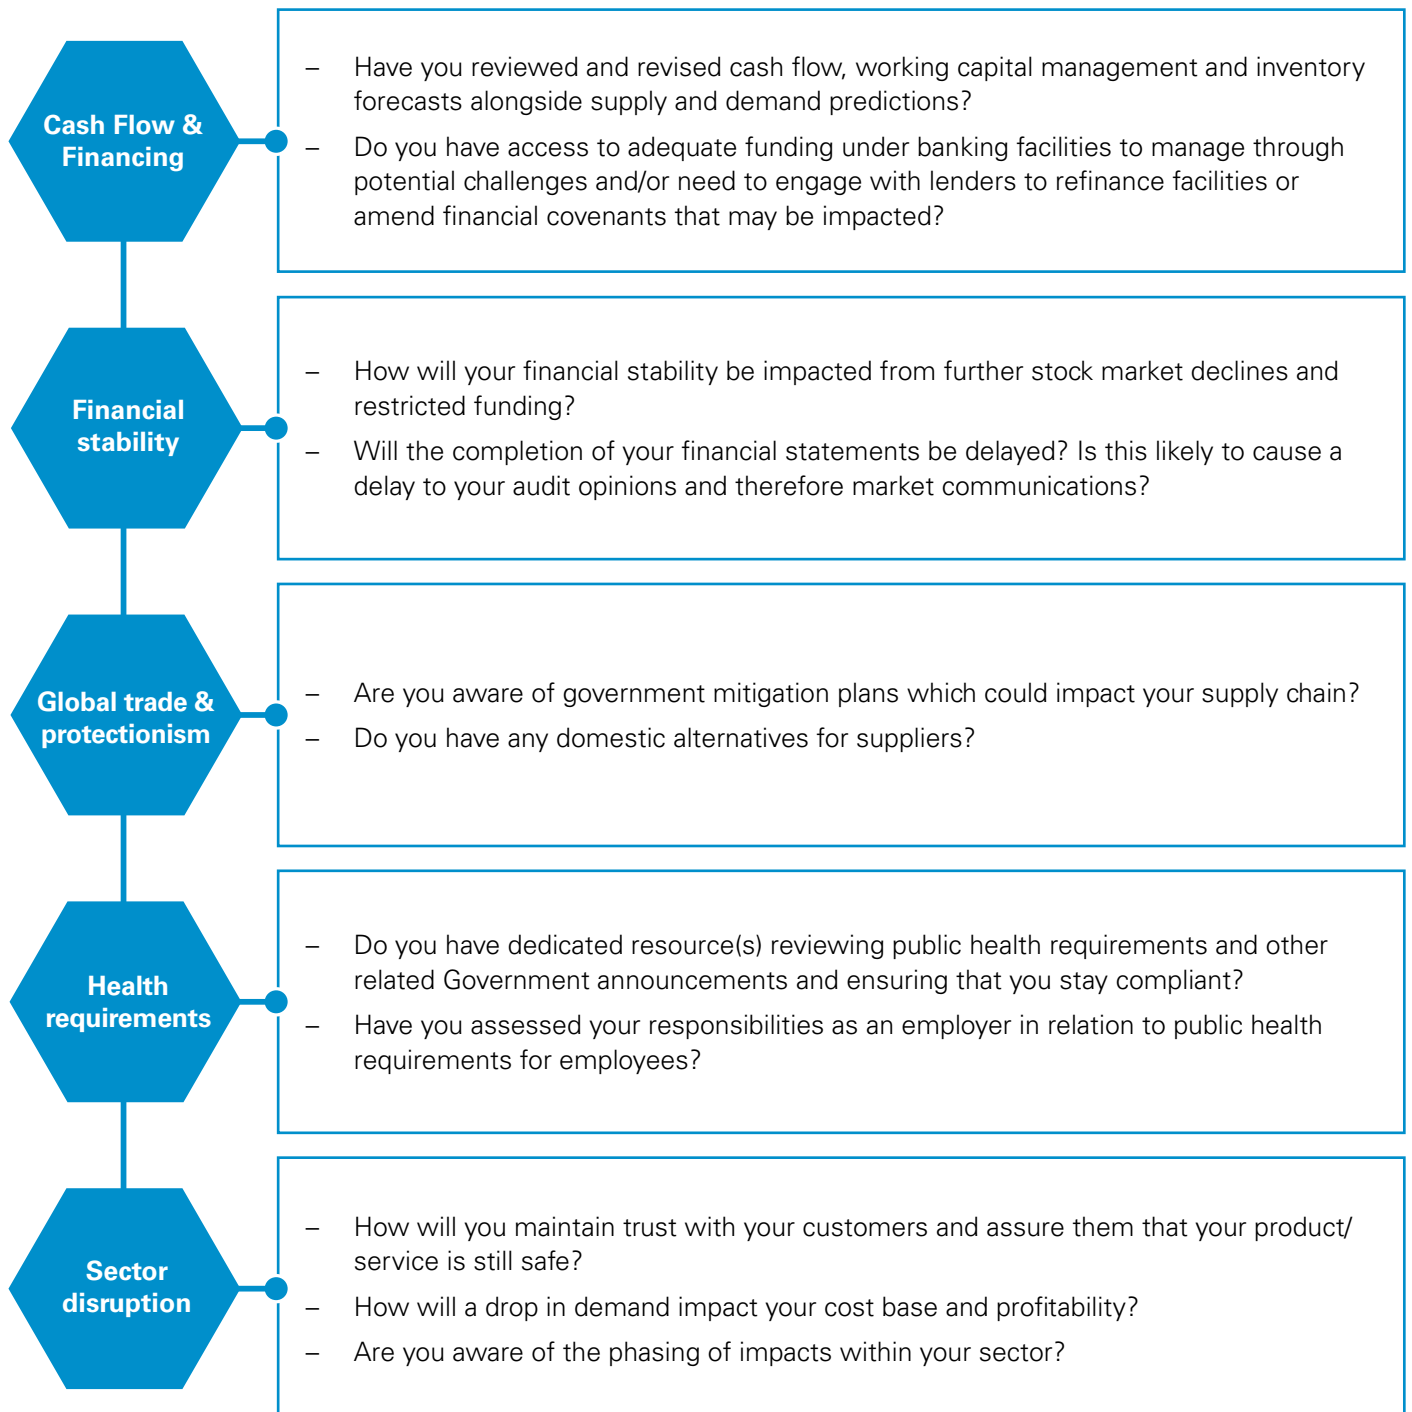 Cash Flow &
Financing
– Have you reviewed and revised cash flow, working capital management and inventory
forecasts alongside supply and demand predictions?
– Do you have access to adequate funding under banking facilities to manage through
potential challenges and/or need to engage with lenders to refinance facilities or
amend financial covenants that may be impacted?
Financial
stability
– How will your financial stability be impacted from further stock market declines and
restricted funding?
– Will the completion of your financial statements be delayed? Is this likely to cause a
delay to your audit opinions and therefore market communications?
Global trade &
protectionism
– Are you aware of government mitigation plans which could impact your supply chain?
– Do you have any domestic alternatives for suppliers?
Health
requirements
– Do you have dedicated resource(s) reviewing public health requirements and other
related Government announcements and ensuring that you stay compliant?
– Have you assessed your responsibilities as an employer in relation to public health
requirements for employees?
Sector
disruption
– How will you maintain trust with your customers and assure them that your product/
service is still safe?
– How will a drop in demand impact your cost base and profitability?
– Are you aware of the phasing of impacts within your sector?